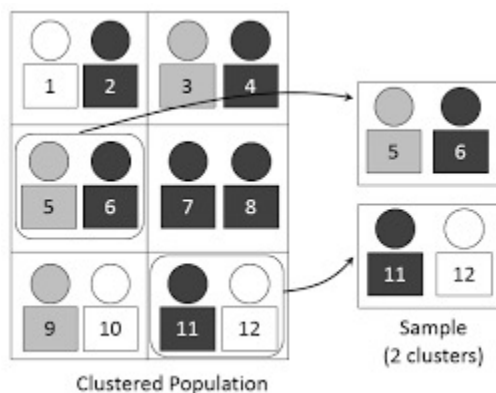 1 2 3 4
5 6 7 8
9 10 11 12
Clustered Population
5 6
11 12
Sample
(2 clusters)